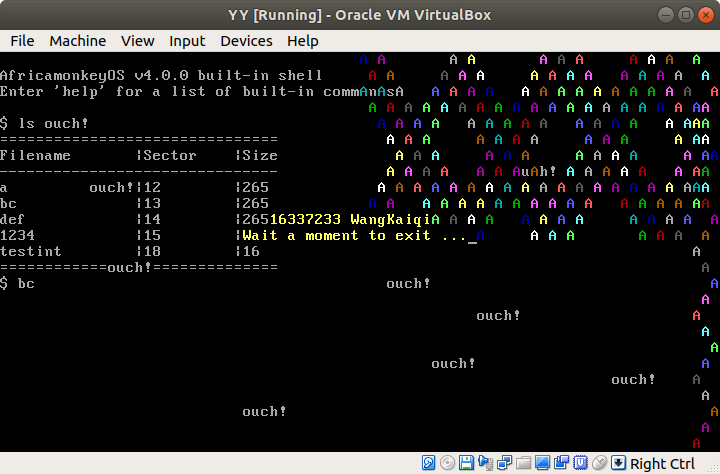 YY [Running] - Oracle VM VirtualBox
File Machine View Input Devices Help
AfricamonkeyOS v4.0.0 built-in shell
Enter 'help' for a list of built-in commands
$ ls ouch!
==============================
Filename |Sector |Size
------------------------------
uAh!
a ouch!|12 |265
bc |13 |265
def |14 |26516337233 WangKaiqi
1234 |15 |Wait a moment to exit ..._
testint |18 |16
============ouch!==============
$ bc ouch!
ouch!
ouch!
ouch!
ouch!
Right Ctrl